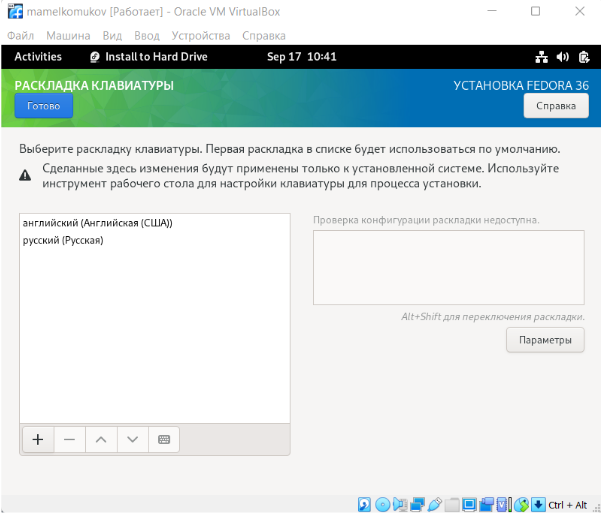 mamelkomukov [Работает] - Oracle VM VirtualBox
Файл Машина Вид Ввод Устройства Справка
Activities Install to Hard Drive Sep 17 10:41
РАСКЛАДКА КЛАВИАТУРЫ УСТАНОВКА FEDORA 36
Готово Справка
Выберите раскладку клавиатуры. Первая раскладка в списке будет использоваться по умолчанию.
Сделанные здесь изменения будут применены только к установленной системе. Используйте
инструмент рабочего стола для настройки клавиатуры для процесса установки.
английский (Английская (США))
русский (Русская)
Проверка конфигурации раскладки недоступна.
Alt+Shift для переключения раскладки.
Параметры
Ctrl + Alt